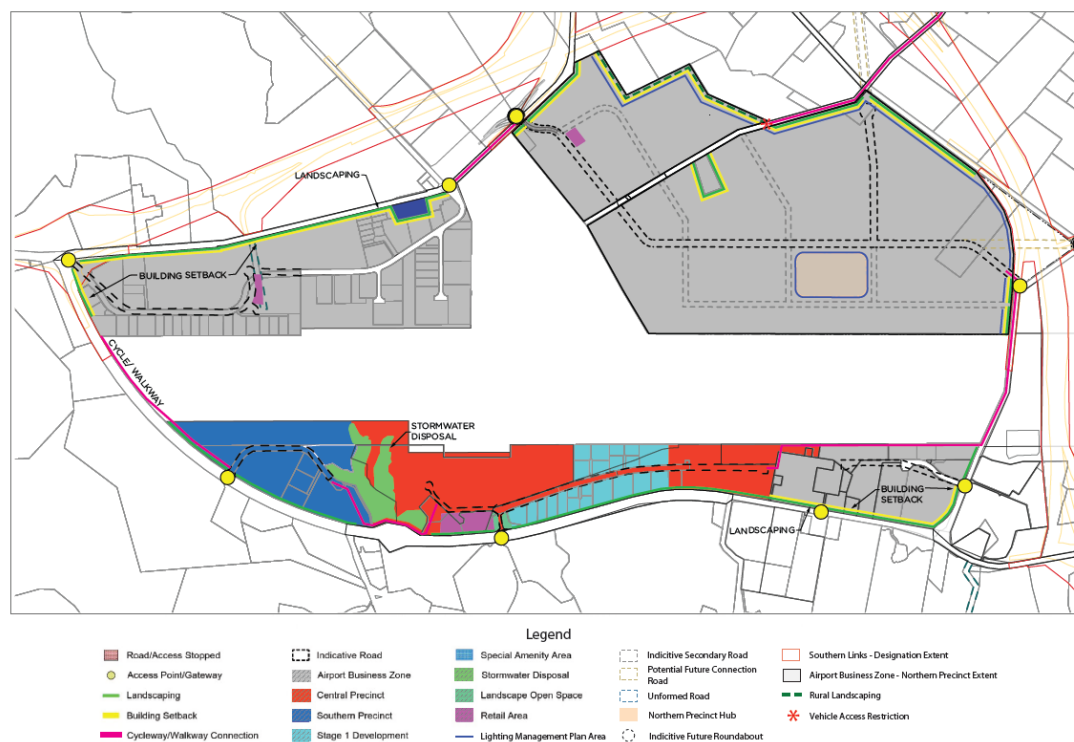 LANDSCAPING
BUILDING SETBACK
CYCLE/ WALKWAY
STORMWATER
DISPOSAL
BUILDING
SETBACK
LANDSCAPING
Legend
Road/Access Stopped
Access Point/Gateway
Landscaping
Building Setback
Cycleway/Walkway Connection
Indicative Road
Airport Business Zone
Central Precinct
Southern Precinct
Stage 1 Development
Special Amenity Area
Stormwater Disposal
Landscape Open Space
Retail Area
Lighting Management Plan Area
Indicitive Secondary Road
Potential Future Connection
Road
Unformed Road
Northern Precinct Hub
Indicitive Future Roundabout
Southern Links - Designation Extent
Airport Business Zone - Northern Precinct Extent
Rural Landscaping
Vehicle Access Restriction